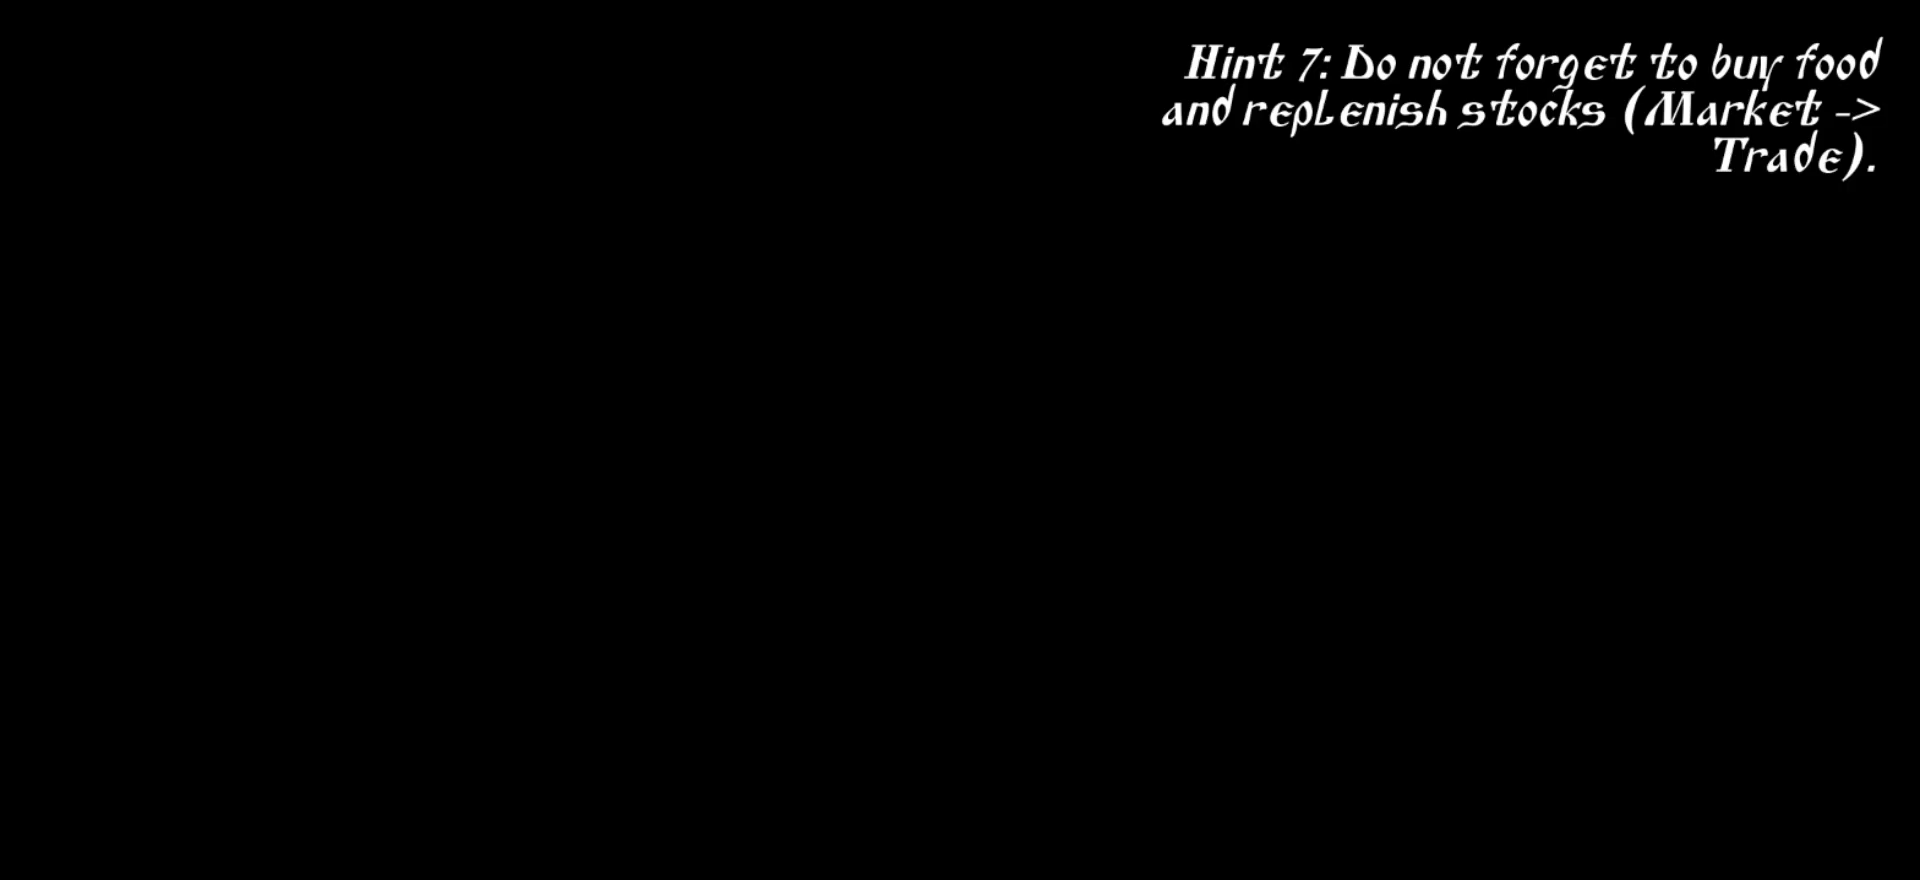 Hint 7: Do not forget to buy food
and replenish stocks (Market ->
Trade).